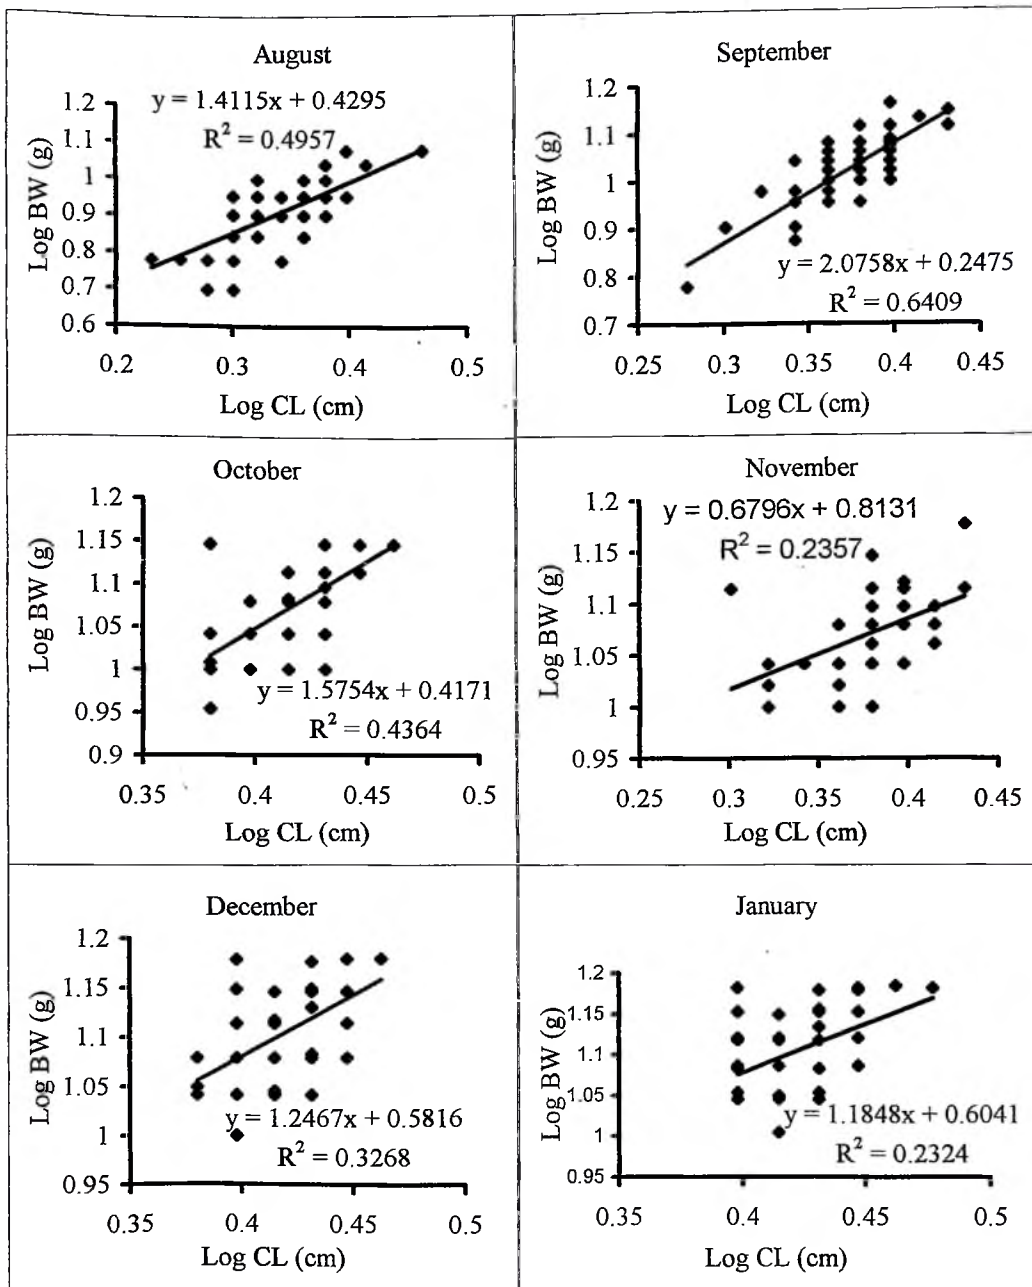 August
y = 1.4115x + 0.4295
R² = 0.4957
1.2
1.1
1
0.9
0.8
0.7
0.6
Log BW (g)
0.2
0.3
0.4
0.5
Log CL (cm)
September
1.2
1.1
1
0.9
0.8
0.7
Log BW (g)
y = 2.0758x + 0.2475
R² = 0.6409
0.25
0.3
0.35
0.4
0.45
Log CL (cm)
October
1.2
1.15
1.1
1.05
1
0.95
0.9
Log BW (g)
y = 1.5754x + 0.4171
R² = 0.4364
0.35
0.4
0.45
0.5
Log CL (cm)
November
y = 0.6796x + 0.8131
R² = 0.2357
1.2
1.15
1.1
1.05
1
0.95
Log BW (g)
0.25
0.3
0.35
0.4
0.45
Log CL (cm)
December
1.2
1.15
1.1
1.05
1
0.95
Log BW (g)
y = 1.2467x + 0.5816
R² = 0.3268
0.35
0.4
0.45
0.5
Log CL (cm)
January
1.2
1.15
1.1
1.05
1
0.95
Log BW (g)
y = 1.1848x + 0.6041
R² = 0.2324
0.35
0.4
0.45
0.5
Log CL (cm)